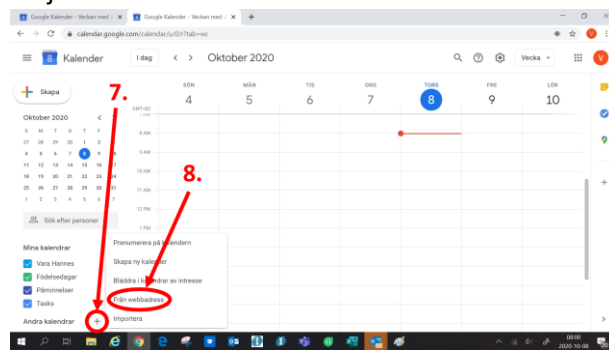 Google Kalender - Veckan med
Google Kalender - Veckan med
calendar.google.com/calendar/u/0/r?tab=wc
V
8 Kalender
I dag
Oktober 2020
Vecka
V
Skapa
7.
SÖN MÅN TIS ONS TORS FRE LÖR
4 5 6 7 8 9 10
GMT+02
Oktober 2020
S M T O T F L
27 28 29 30 1 2 3
4 5 6 7 8 9 10
11 12 13 14 15 16 17
18 19 20 21 22 23 24
25 26 27 28 29 30 31
1 2 3 4 5 6 7
8 AM
9 AM
10 AM
11 AM
12 PM
1 PM
8.
Sök efter personer
Mina kalendrar
Vara Hannes
Födelsedagar
Påminnelser
Tasks
Andra kalendrar
Prenumerera på kalendern
Skapa ny kalender
Bläddra i kalendrar av intresse
Från webbadress
Importera
2020-10-08